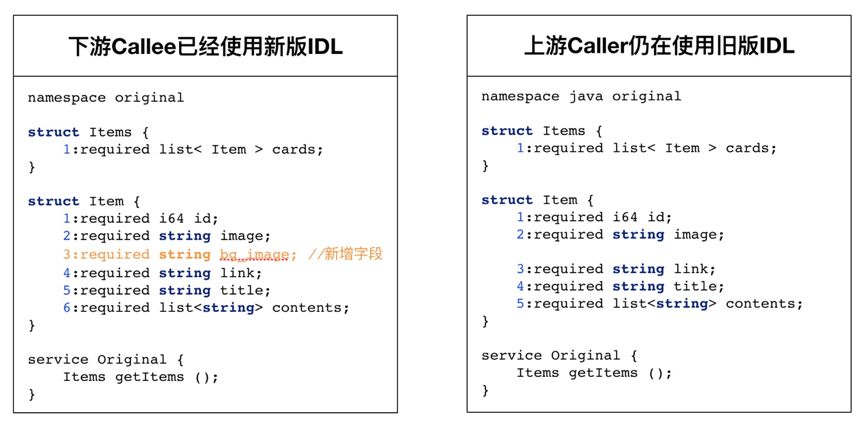 下游Callee已经使用新版IDL
namespace original
struct Items {
1:required list< Item > cards;
}
struct Item {
1:required i64 id;
2:required string image;
3:required string bg_image; //新增字段
4:required string link;
5:required string title;
6:required list<string> contents;
}
service Original {
Items getItems ();
}
上游Caller仍在使用旧版IDL
namespace java original
struct Items {
1:required list< Item > cards;
}
struct Item {
1:required i64 id;
2:required string image;
3:required string link;
4:required string title;
5:required list<string> contents;
}
service Original {
Items getItems ();
}